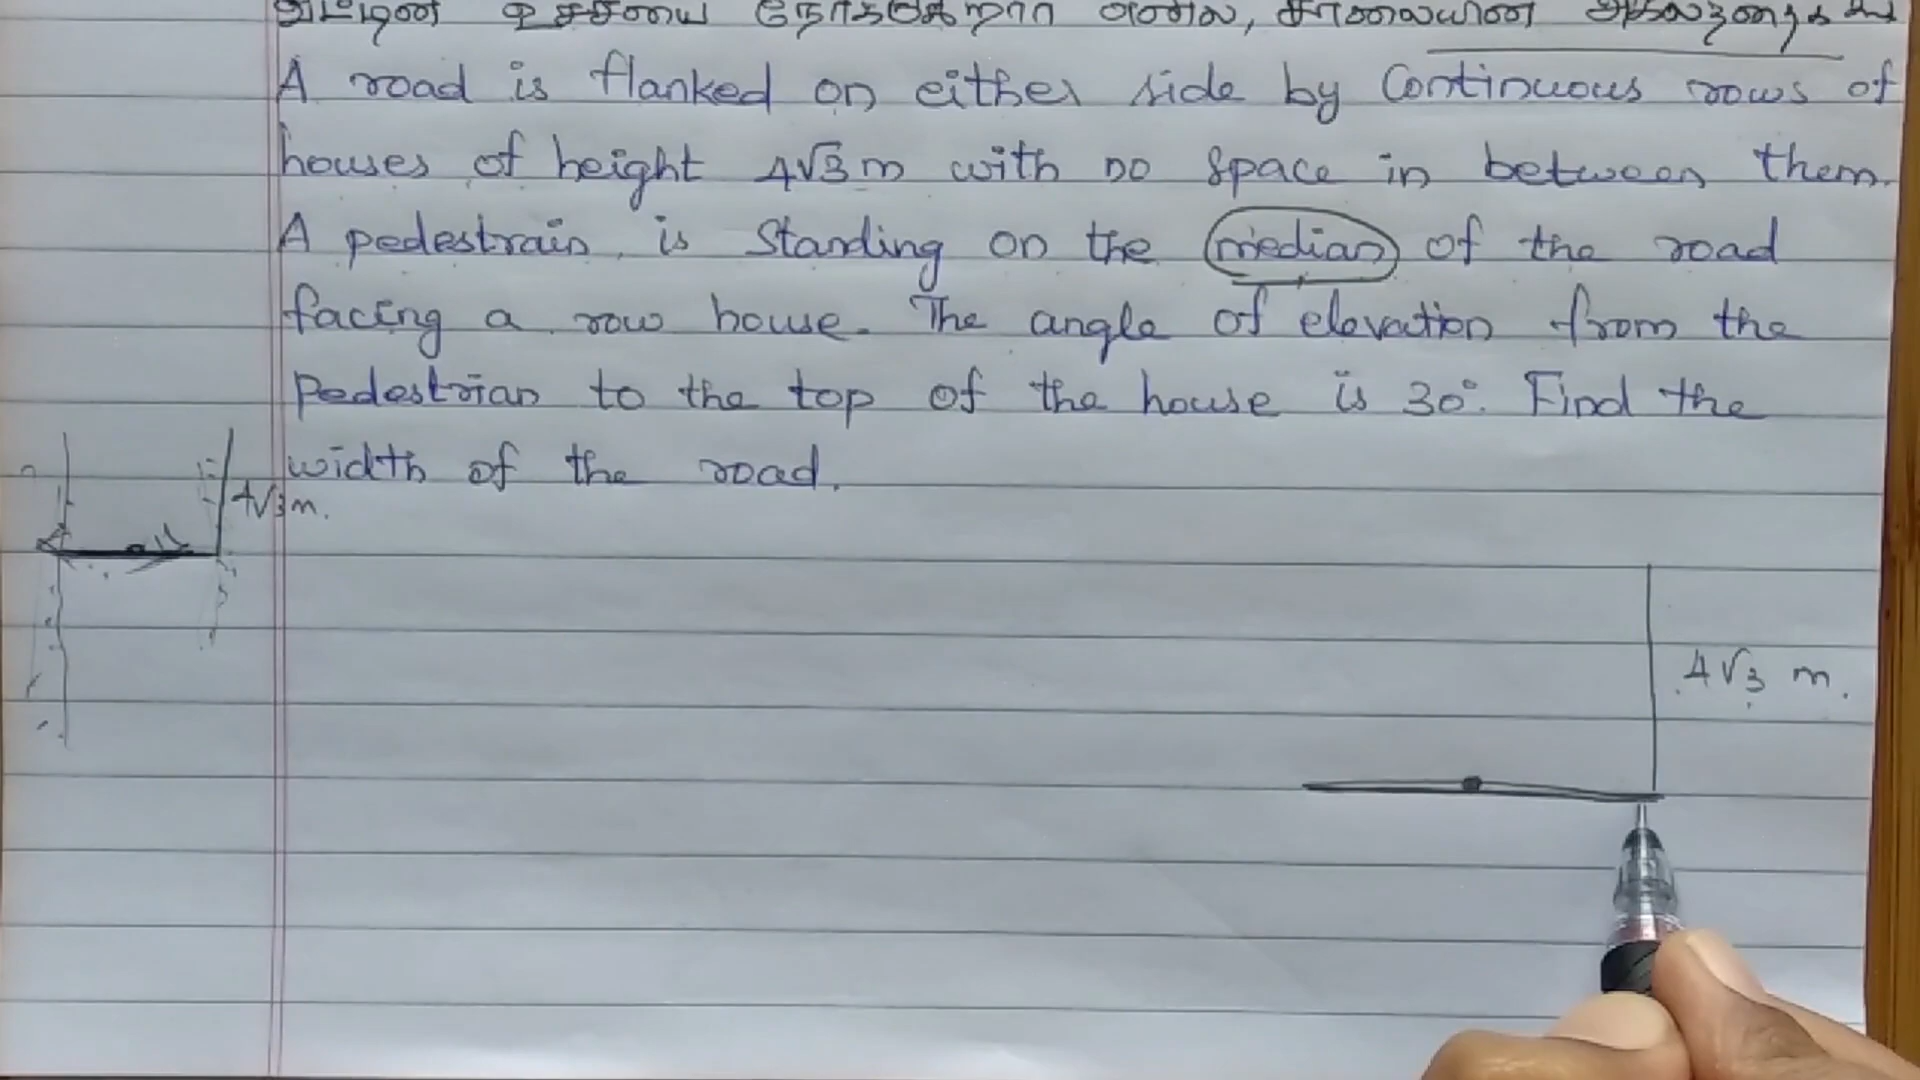 வீட்டின் உச்சியை நோக்குகிறார் எனில், சாலையின் அகலத்தைக்
A road is flanked on either side by Continuous rows of
houses of height 4√3 m with no space in between them.
A pedestrain is standing on the median of the road
facing a row house. The angle of elevation from the
Pedestrian to the top of the house is 30°. Find the
width of the road.
4√3 m.
4√3 m.